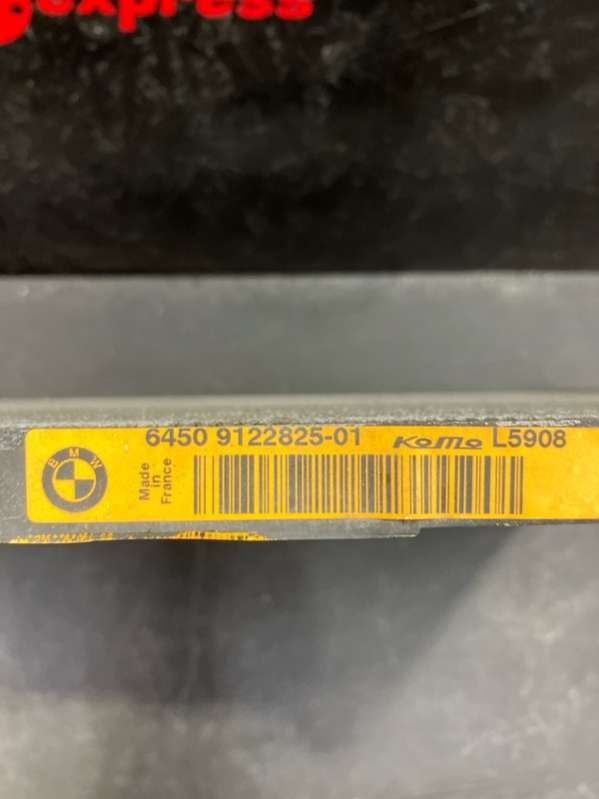 express
6450 9122825-01 KoMo L5908
BMW
Made
in
France